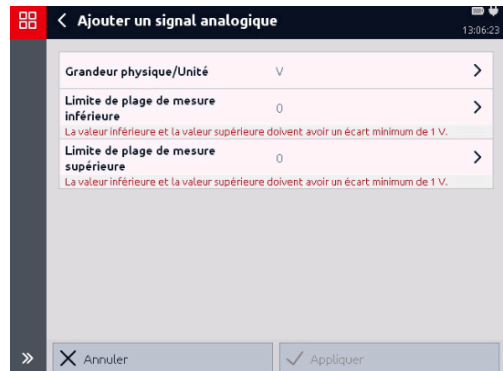 Ajouter un signal analogique
13:06:23
Grandeur physique/Unité V
Limite de plage de mesure
inférieure
0
La valeur inférieure et la valeur supérieure doivent avoir un écart minimum de 1 V.
Limite de plage de mesure
supérieure
0
La valeur inférieure et la valeur supérieure doivent avoir un écart minimum de 1 V.
Annuler
Appliquer